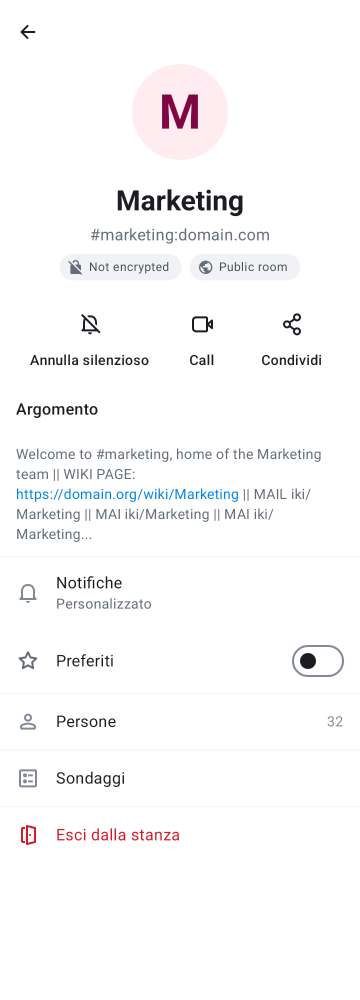 M
Marketing
#marketing:domain.com
Not encrypted
Public room
Annulla silenzioso
Call
Condividi
Argomento
Welcome to #marketing, home of the Marketing
team || WIKI PAGE:
https://domain.org/wiki/Marketing || MAIL iki/
Marketing || MAI iki/Marketing || MAI iki/
Marketing...
Notifiche
Personalizzato
Preferiti
Persone 32
Sondaggi
Esci dalla stanza